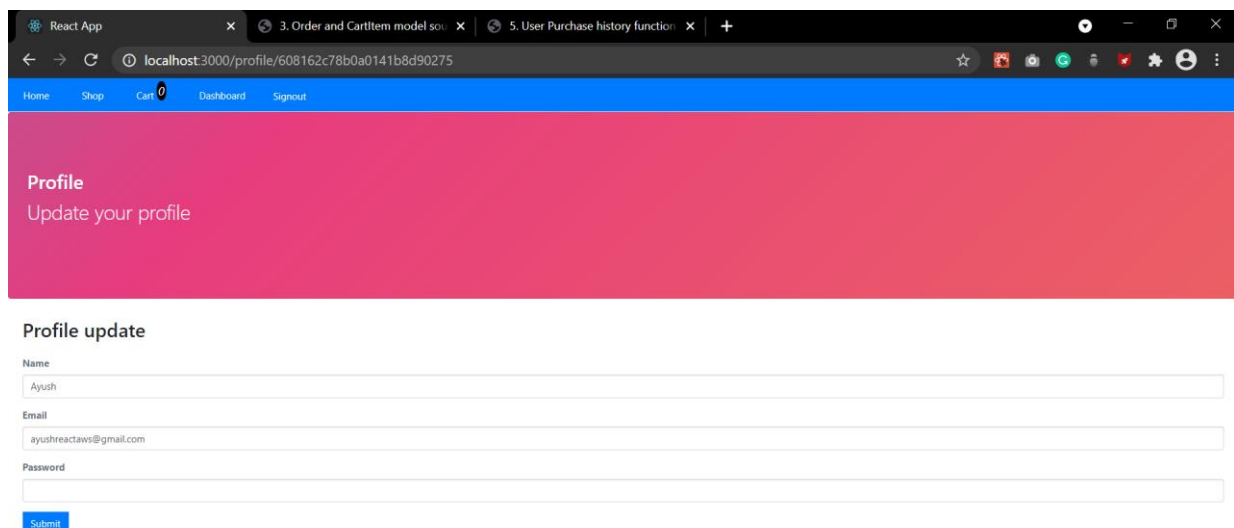 React App
3. Order and CartItem model sou
5. User Purchase history function
localhost:3000/profile/608162c78b0a0141b8d90275
Home Shop Cart 0 Dashboard Signout
Profile
Update your profile
Profile update
Name
Ayush
Email
ayushreactaws@gmail.com
Password
Submit